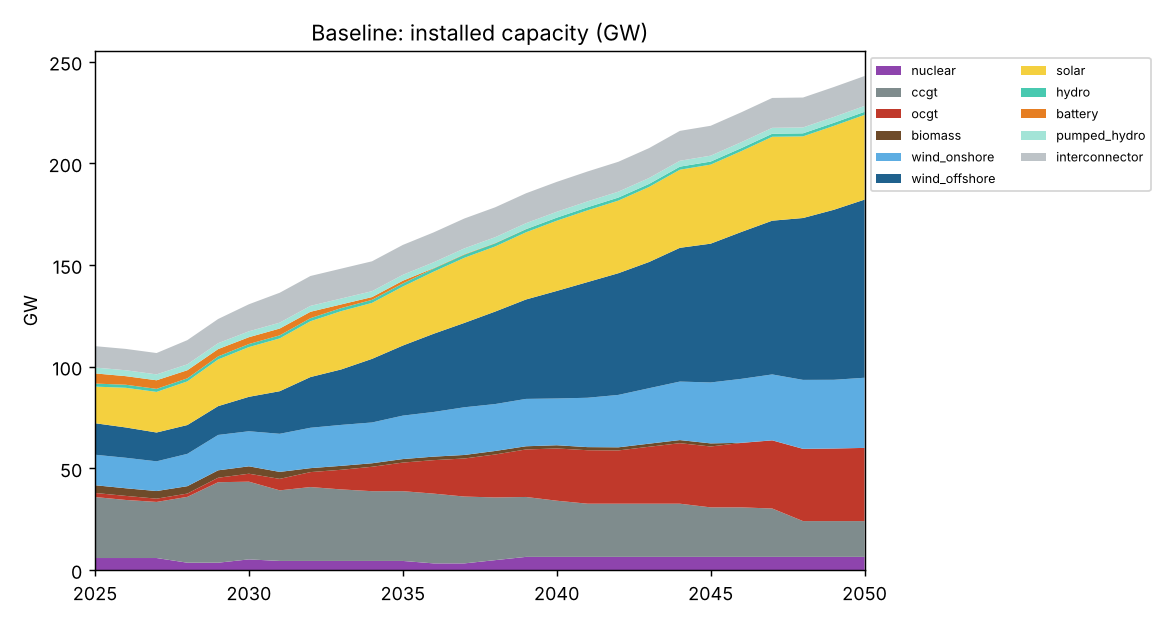 Baseline: installed capacity (GW)
GW
250
200
150
100
50
0
2025 2030 2035 2040 2045 2050
nuclear solar
ccgt hydro
ocgt battery
biomass pumped_hydro
wind_onshore interconnector
wind_offshore